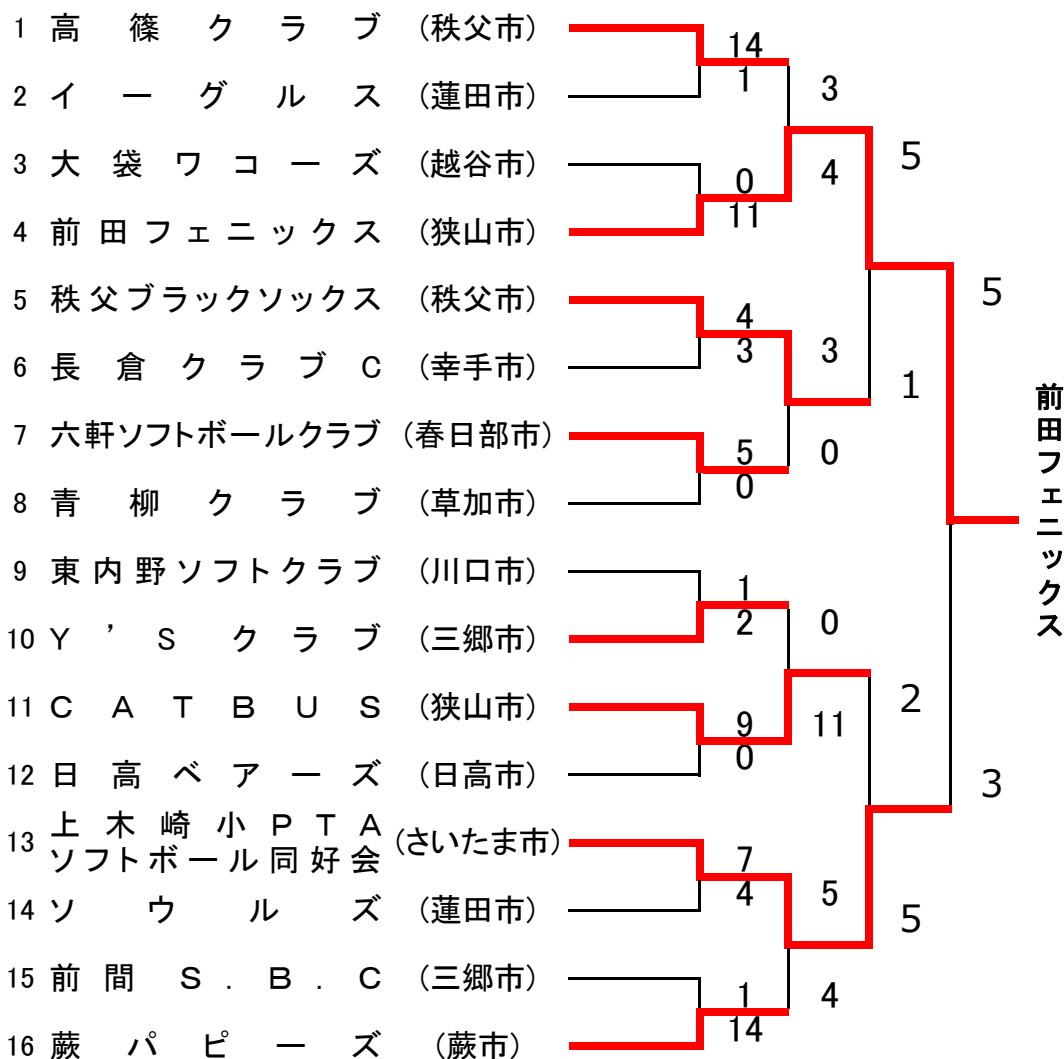 1 高篠クラブ (秩父市)
14
1
2 イーグルス (蓮田市)
3
3 大袋ワコーズ (越谷市)
0
11
4
5
4 前田フェニックス (狭山市)
5 秩父ブラックソックス (秩父市)
4
3
5
6 長倉クラブC (幸手市)
3
1
7 六軒ソフトボールクラブ (春日部市)
5
0
0
8 青柳クラブ (草加市)
前田フェニックス
9 東内野ソフトクラブ (川口市)
1
2
0
10 Y’Sクラブ (三郷市)
11 CATBUS (狭山市)
9
0
11
2
12 日高ベアーズ (日高市)
3
13 上木崎小PTA
ソフトボール同好会 (さいたま市)
7
4
5
5
14 ソウルズ (蓮田市)
15 前間S.B.C (三郷市)
1
14
4
16 蕨パピーズ (蕨市)